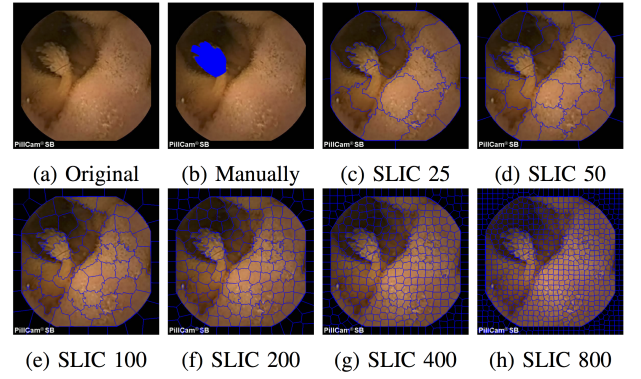 PillCam® SB PillCam® SB PillCam® SB PillCam® SB
(a) Original (b) Manually (c) SLIC 25 (d) SLIC 50
PillCam® SB PillCam® SB PillCam® SB PillCam® SB
(e) SLIC 100 (f) SLIC 200 (g) SLIC 400 (h) SLIC 800